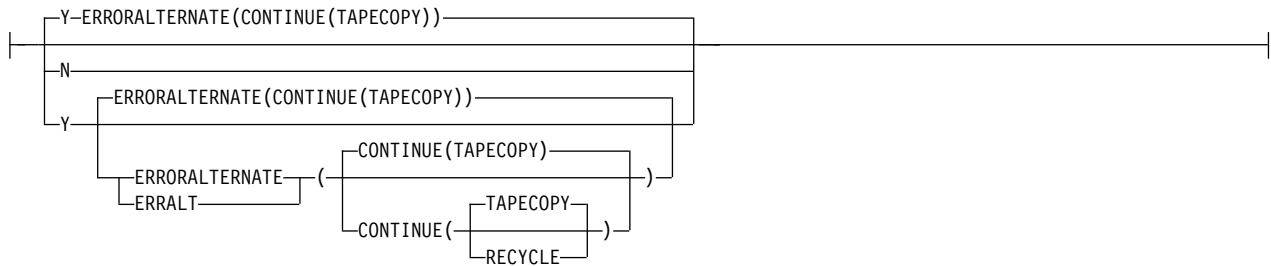 Y ERRORALTERNATE(CONTINUE(TAPECOPY))
N
ERRORALTERNATE(CONTINUE(TAPECOPY))
Y
CONTINUE(TAPECOPY)
ERRORALTERNATE ( )
ERRALT
TAPECOPY
CONTINUE( )
RECYCLE